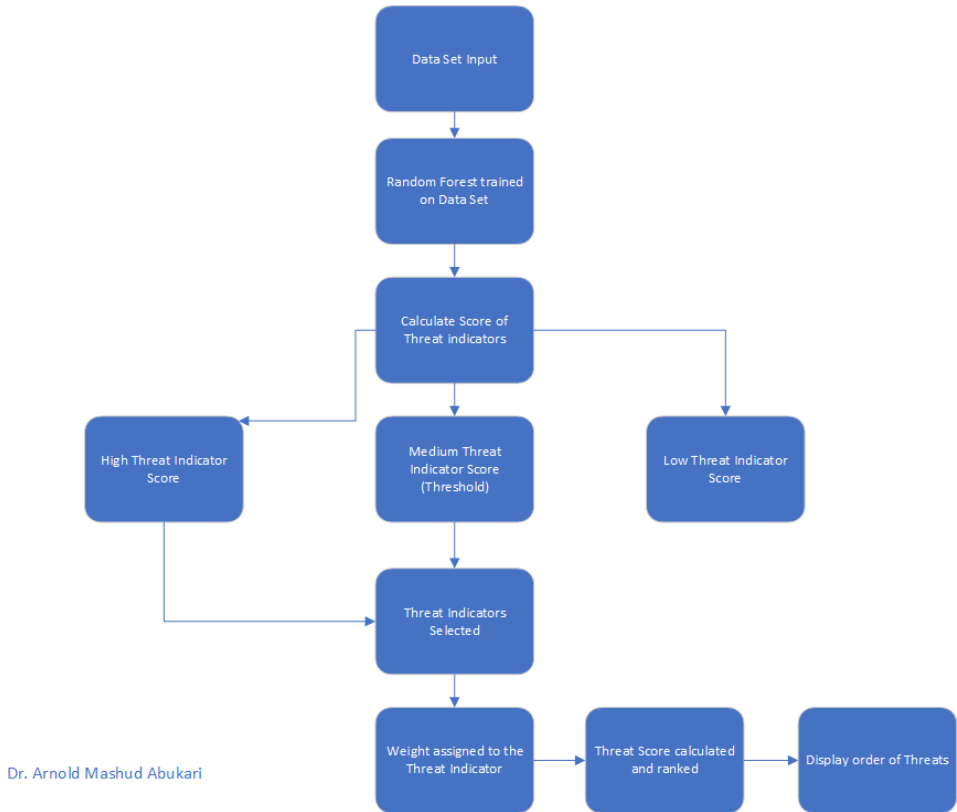 Data Set Input
Random Forest trained
on Data Set
Calculate Score of
Threat indicators
High Threat Indicator
Score
Medium Threat
Indicator Score
(Threshold)
Low Threat Indicator
Score
Threat Indicators
Selected
Weight assigned to the
Threat Indicator
Threat Score calculated
and ranked
Display order of Threats
Dr. Arnold Mashud Abukari